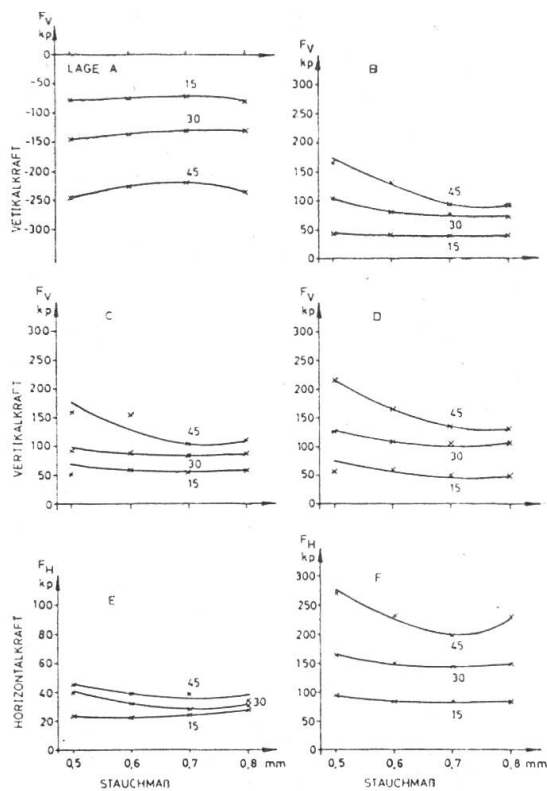 F_V
kp
0
LAGE A
-50
-100
-150
-200
-250
-300
15
30
45
VETIKALKRAFT
F_V
kp
B
300
250
200
150
100
50
0
45
30
15
F_V
kp
C
300
250
200
150
100
50
0
45
30
15
VERTIKALKRAFT
F_V
kp
D
300
250
200
150
100
50
0
45
30
15
F_H
kp
E
100
80
60
40
20
0
45
30
15
HORIZONTALKRAFT
0,5 0,6 0,7 0,8 mm
STAUCHMAß
F_H
kp
F
300
250
200
150
100
50
0
45
30
15
0,5 0,6 0,7 0,8 mm
STAUCHMAß